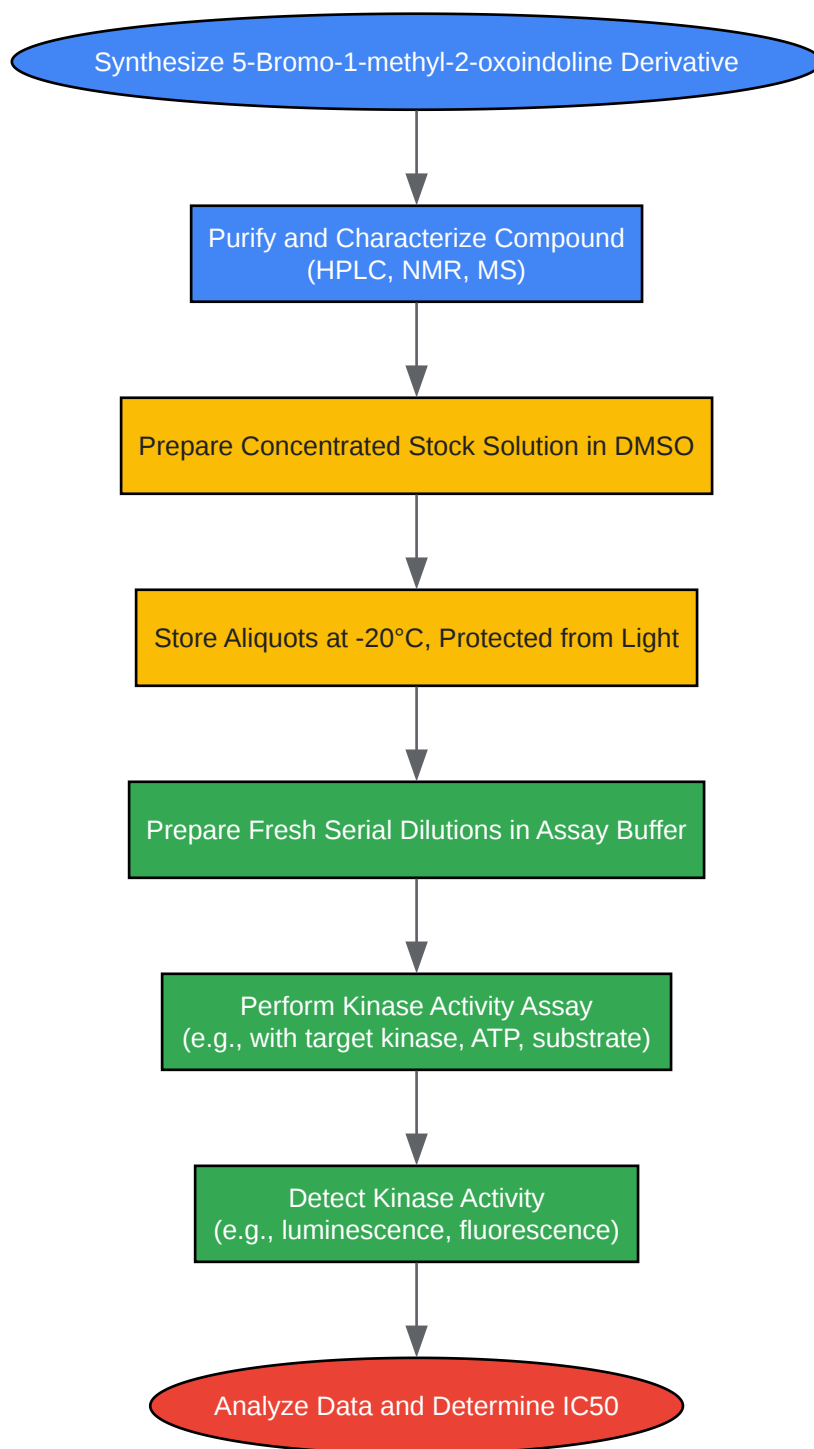 Synthesize 5-Bromo-1-methyl-2-oxoindoline Derivative
Purify and Characterize Compound
(HPLC, NMR, MS)
Prepare Concentrated Stock Solution in DMSO
Store Aliquots at -20°C, Protected from Light
Prepare Fresh Serial Dilutions in Assay Buffer
Perform Kinase Activity Assay
(e.g., with target kinase, ATP, substrate)
Detect Kinase Activity
(e.g., luminescence, fluorescence)
Analyze Data and Determine IC50